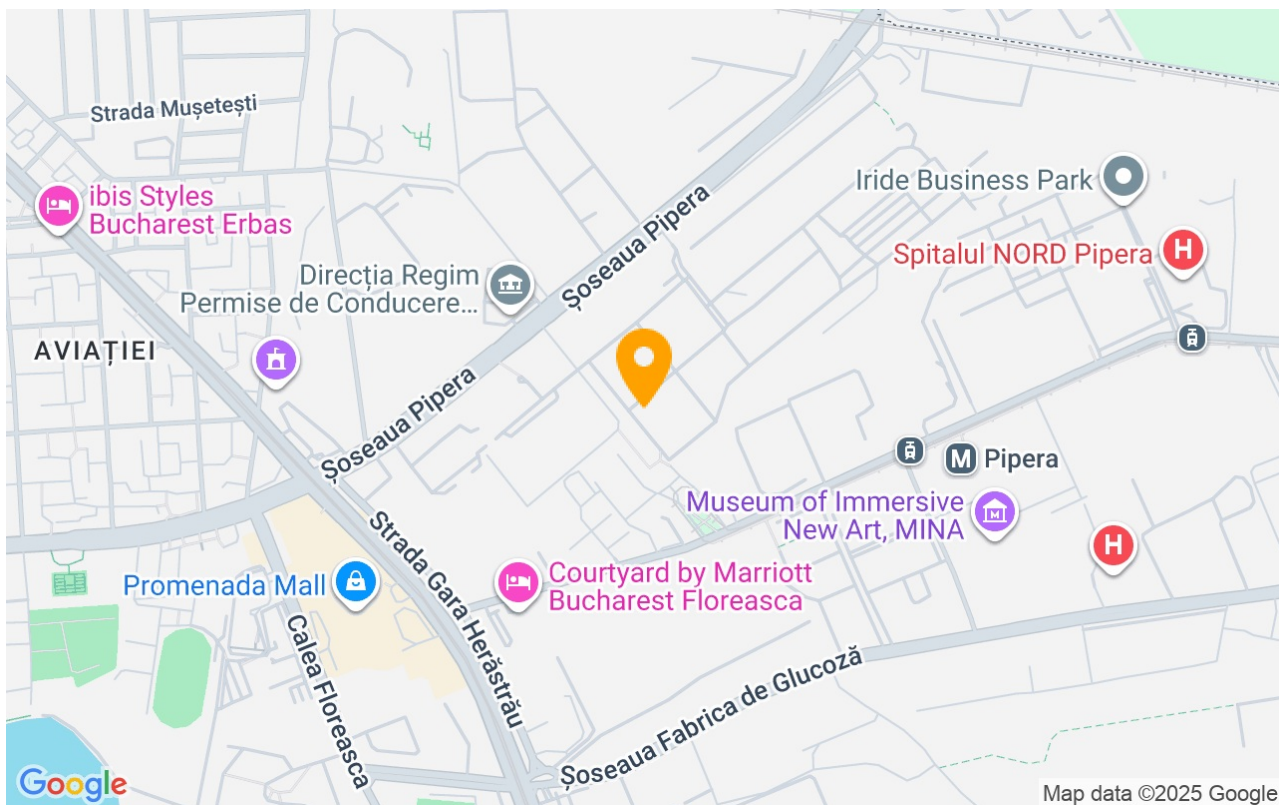 Strada Mușetești
ibis Styles
Bucharest Erbas
Iride Business Park
Șoseaua Pipera
Spitalul NORD Pipera
H
Direcția Regim
Permise de Conducere...
AVIAȚIEI
Șoseaua Pipera
M Pipera
Museum of Immersive
New Art, MINA
M
H
Strada Gara Herăstrău
Promenada Mall
Courtyard by Marriott
Bucharest Floreasca
Calea Floreasca
Șoseaua Fabrica de Glucoză
Google
Map data ©2025 Google